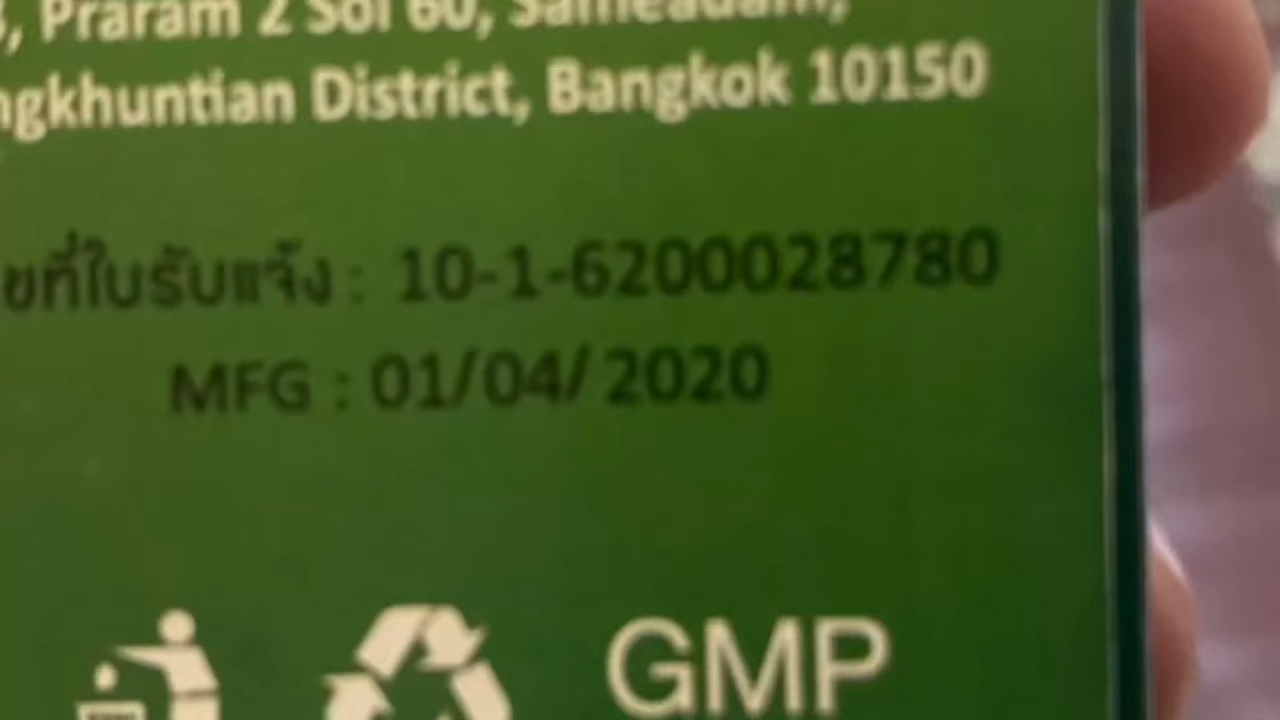 , Praram 2 Soi 60, Sameadam,
ngkhuntian District, Bangkok 10150
ขที่ใบรับแจ้ง : 10-1-6200028780
MFG : 01/04/2020
GMP